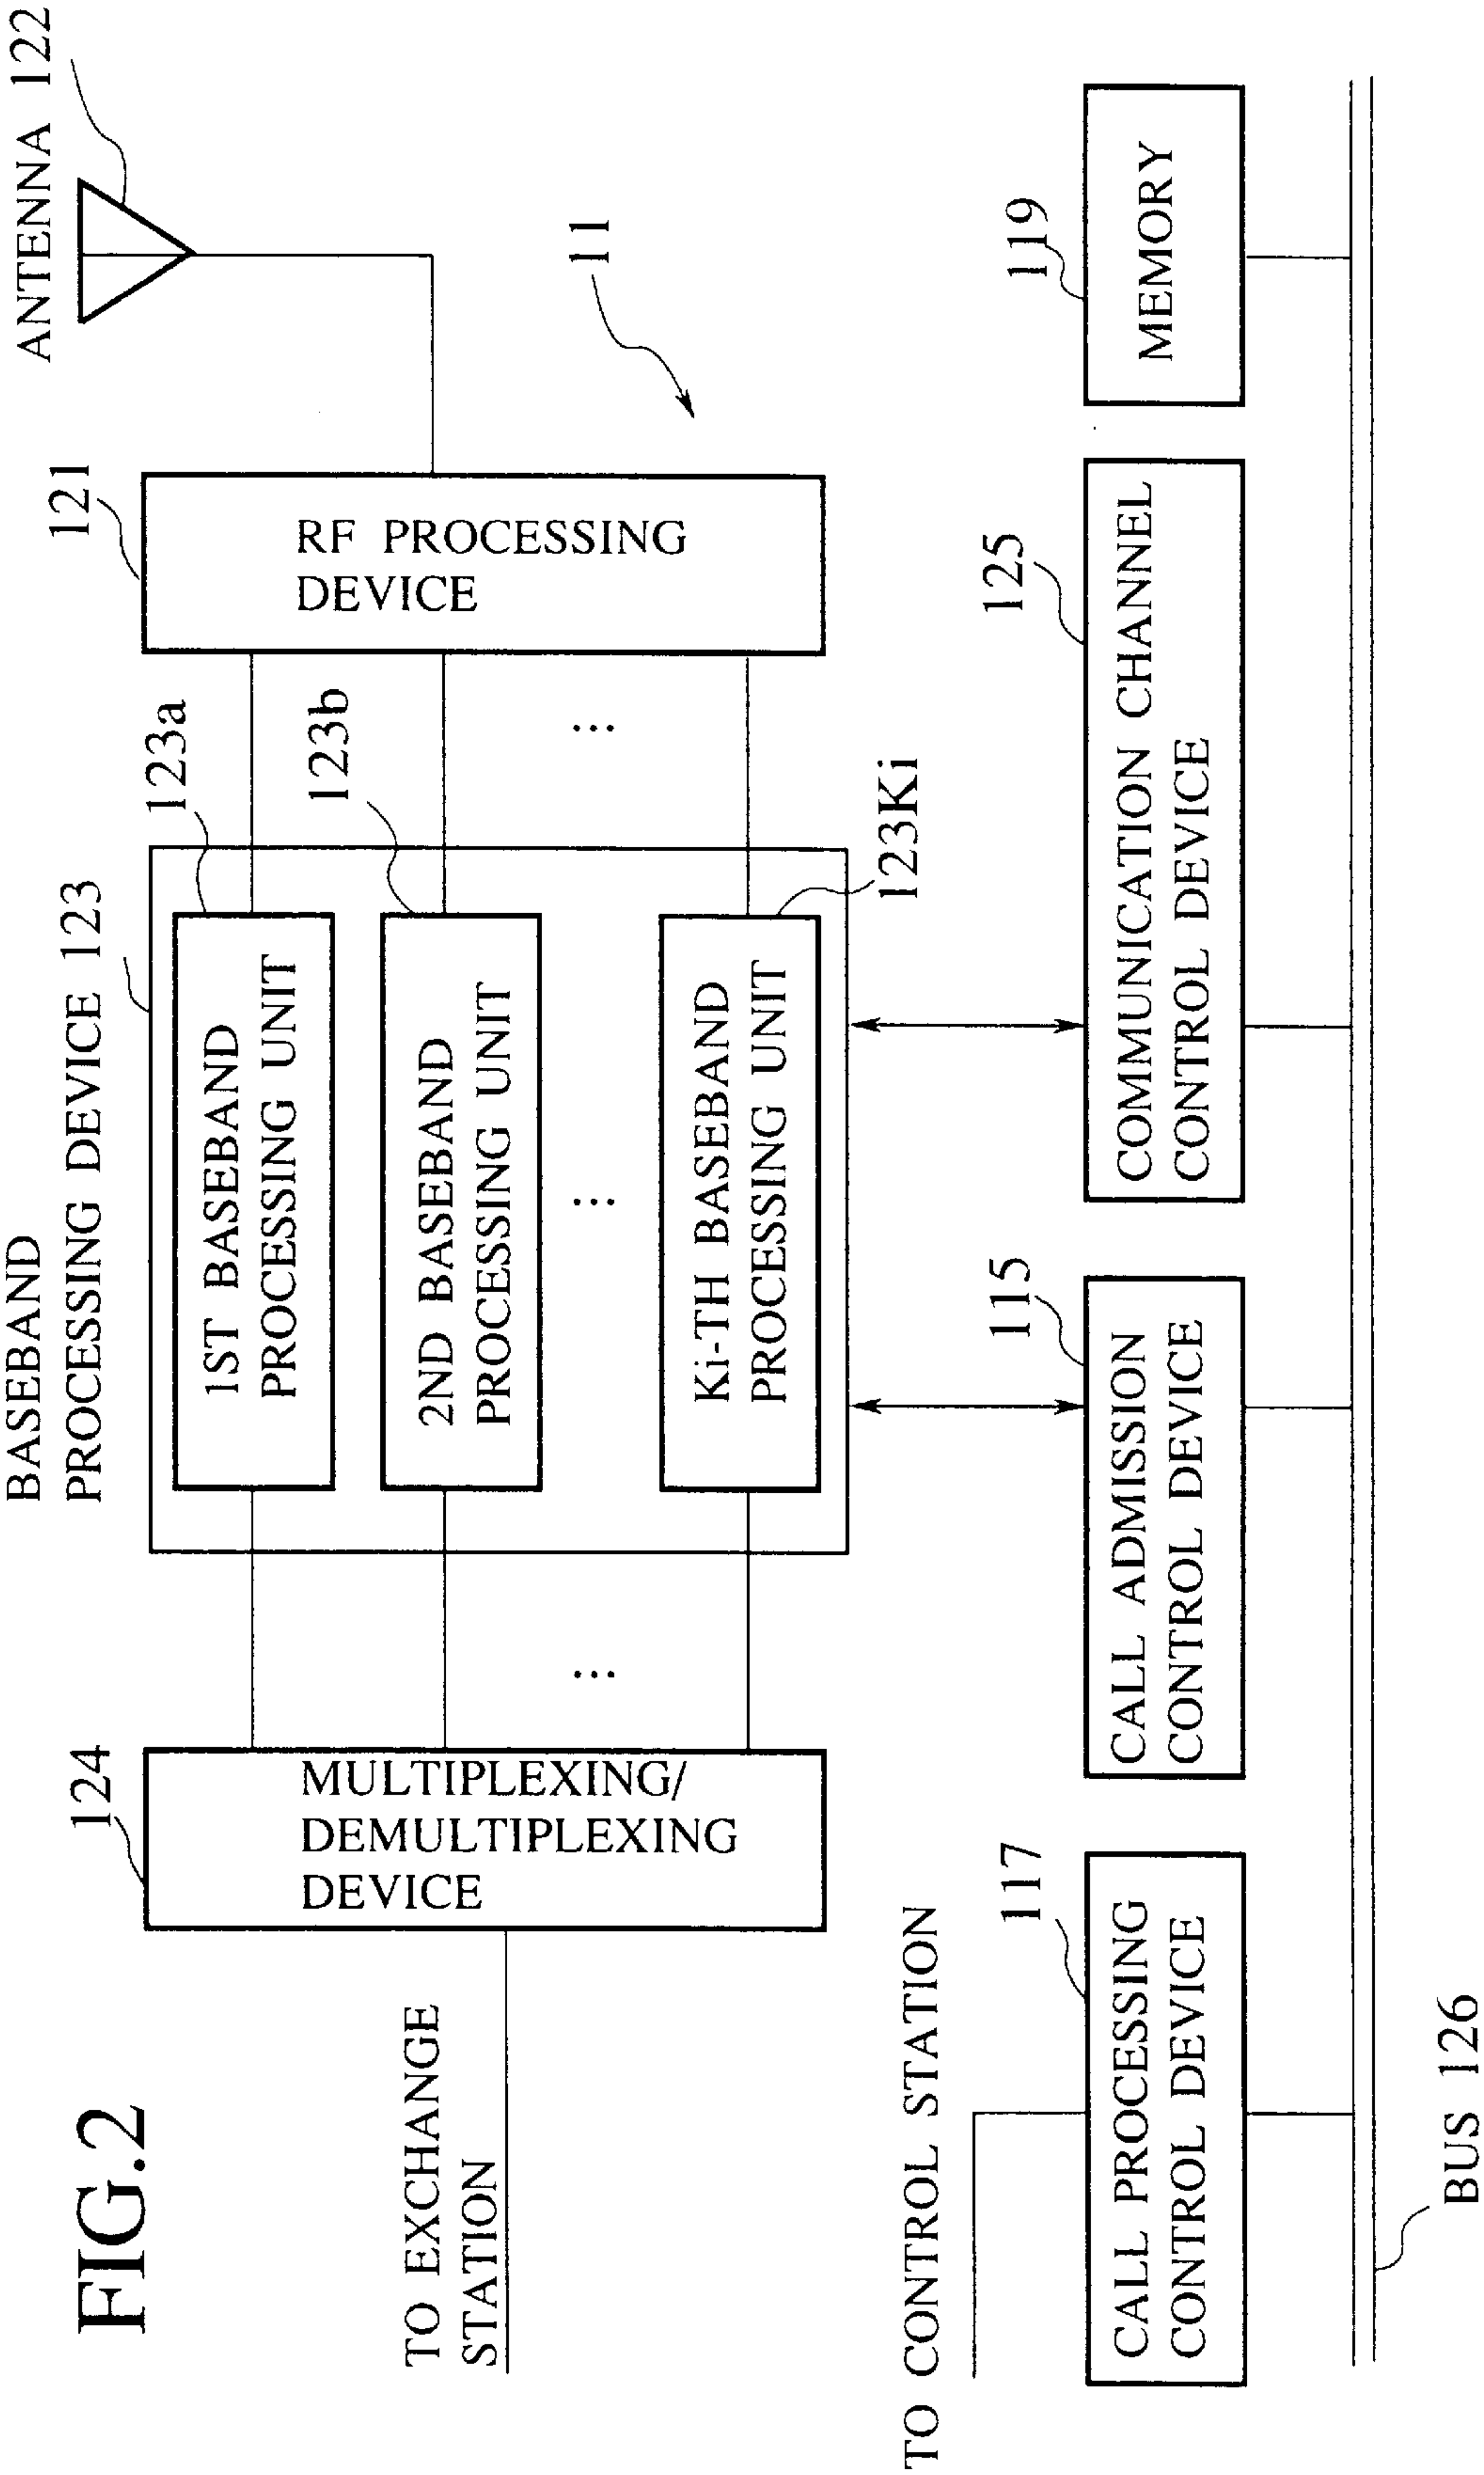 FIG.2
BASEBAND
PROCESSING DEVICE 123
ANTENNA 122
124
123a
121
1ST BASEBAND
PROCESSING UNIT
123b
MULTIPLEXING/
DEMULTIPLEXING
DEVICE
2ND BASEBAND
PROCESSING UNIT
RF PROCESSING
DEVICE
TO EXCHANGE
STATION
...
...
...
11
Ki-TH BASEBAND
PROCESSING UNIT
123Ki
TO CONTROL STATION
117
115
125
119
CALL PROCESSING
CONTROL DEVICE
CALL ADMISSION
CONTROL DEVICE
COMMUNICATION CHANNEL
CONTROL DEVICE
MEMORY
BUS 126